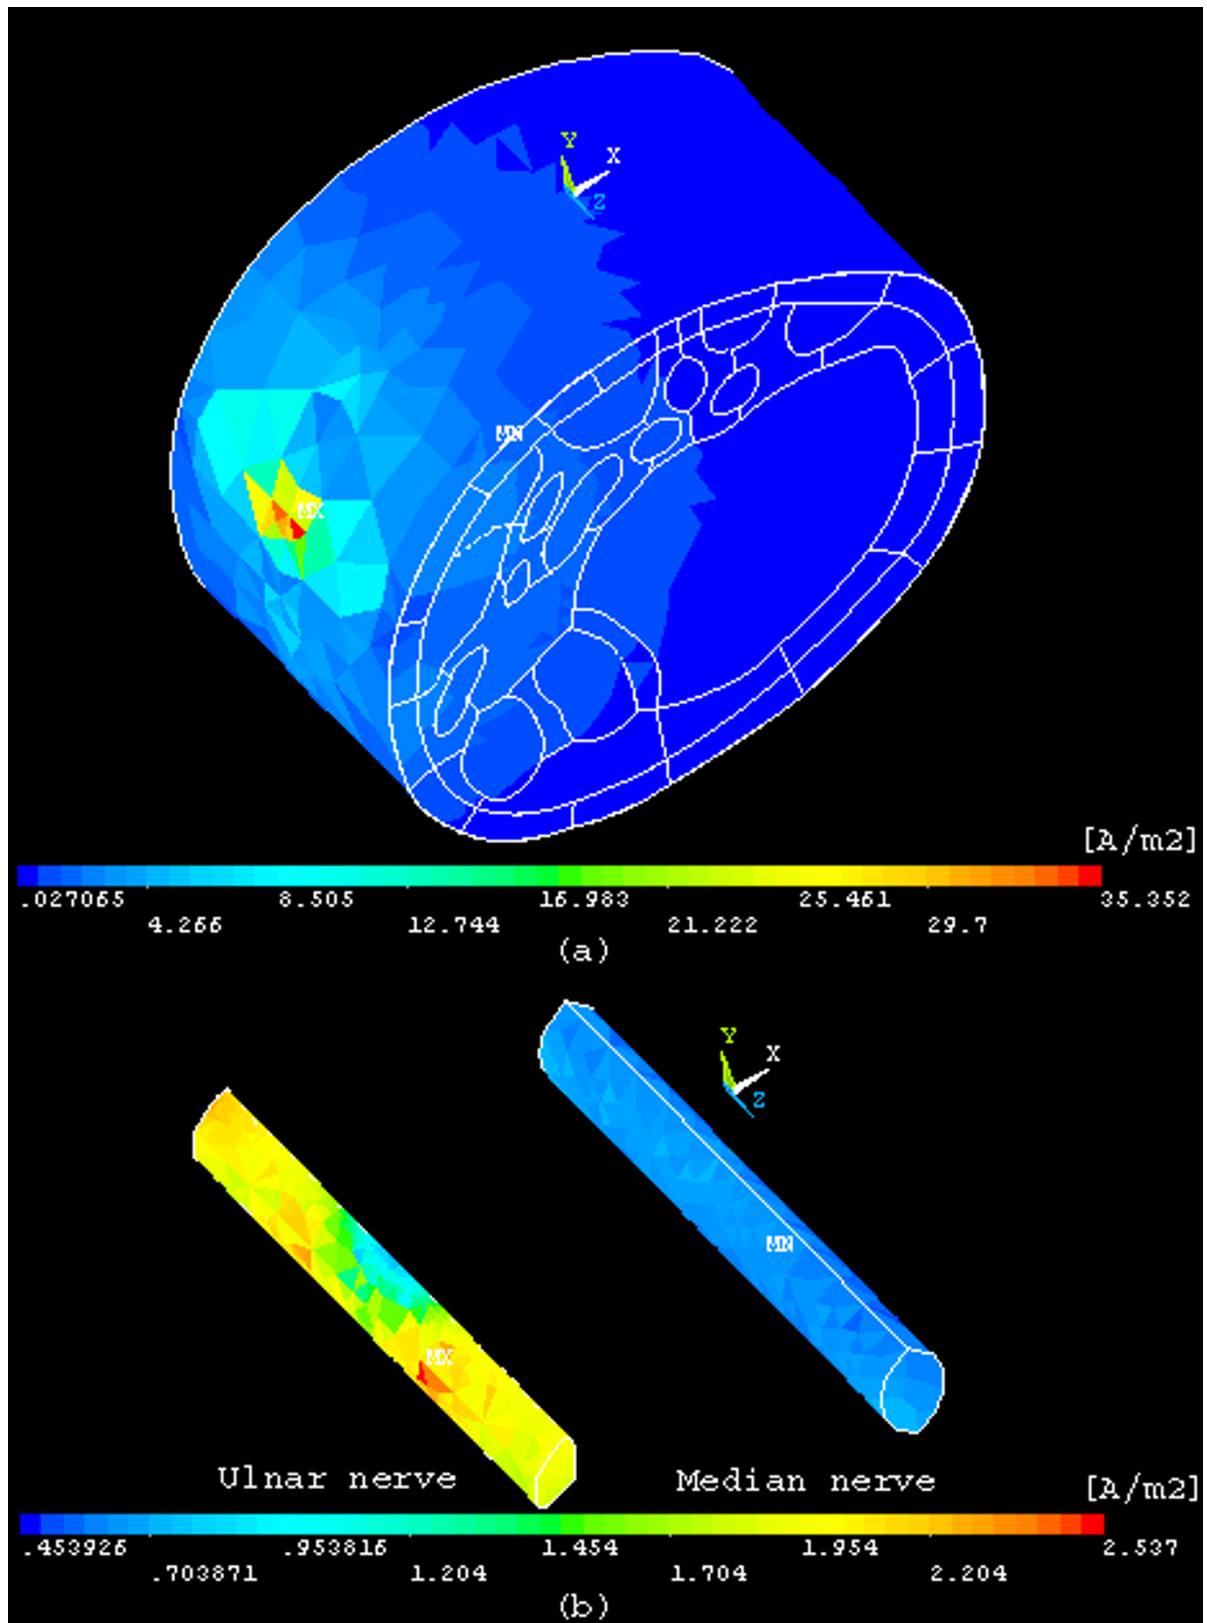 Y
X
Z
MN
MX
[A/m2]
.027065 8.505 16.983 25.461 35.352
4.266 12.744 21.222 29.7
(a)
Y
X
Z
MN
MX
Ulnar nerve Median nerve [A/m2]
.453926 .953816 1.454 1.954 2.537
.703871 1.204 1.704 2.204
(b)